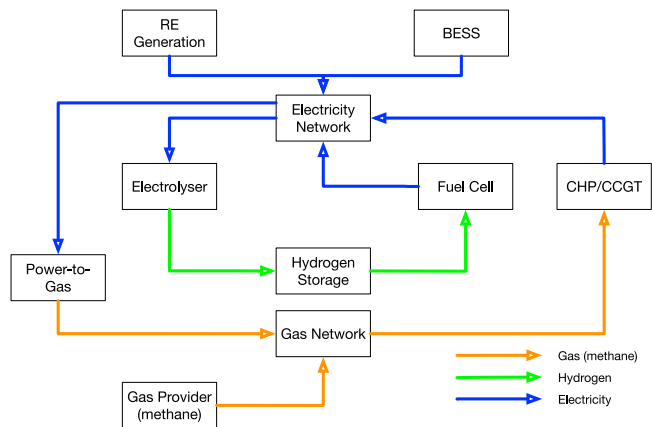 RE
Generation
BESS
Electricity
Network
Electrolyser
Fuel Cell
CHP/CCGT
Power-to-
Gas
Hydrogen
Storage
Gas Network
Gas Provider
(methane)
Gas (methane)
Hydrogen
Electricity